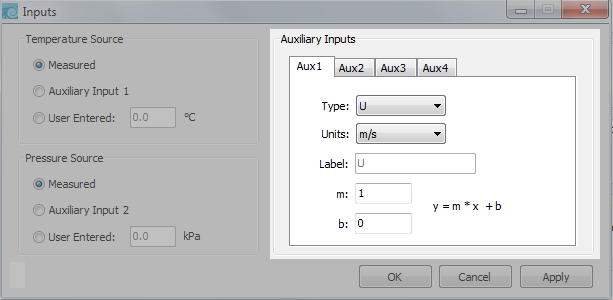 Inputs
Temperature Source
Measured
Auxiliary Input 1
User Entered: 0.0 °C
Pressure Source
Measured
Auxiliary Input 2
User Entered: 0.0 kPa
Auxiliary Inputs
Aux1 Aux2 Aux3 Aux4
Type: U
Units: m/s
Label: U
m: 1
y = m * x + b
b: 0
OK Cancel Apply